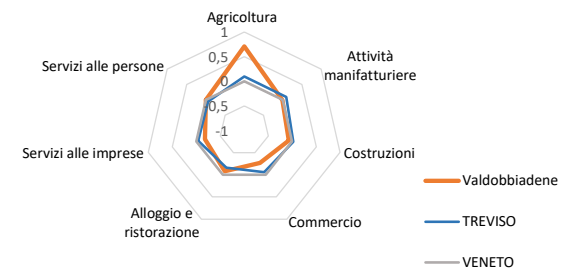 Agricoltura
1
0,5
0
0,5
-1
Attività
manifatturiere
Costruzioni
Commercio
Alloggio e
ristorazione
Servizi alle imprese
Servizi alle persone
Valdobbiadene
TREVISO
VENETO